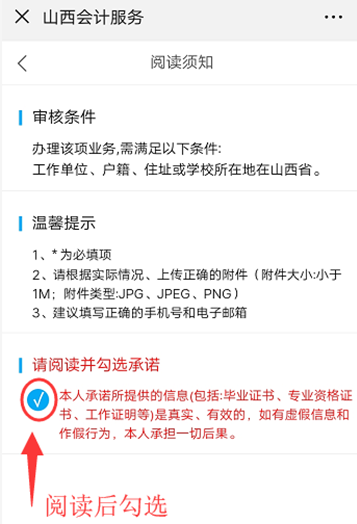 山西会计服务
阅读须知
审核条件
办理该项业务,需满足以下条件:
工作单位、户籍、住址或学校所在地在山西省。
温馨提示
1、*为必填项
2、请根据实际情况、上传正确的附件（附件大小:小于
1M；附件类型:JPG、JPEG、PNG）
3、建议填写正确的手机号和电子邮箱
请阅读并勾选承诺
本人承诺所提供的信息(包括:毕业证书、专业资格证
书、工作证明等)是真实、有效的，如有虚假信息和
作假行为，本人承担一切后果。
阅读后勾选